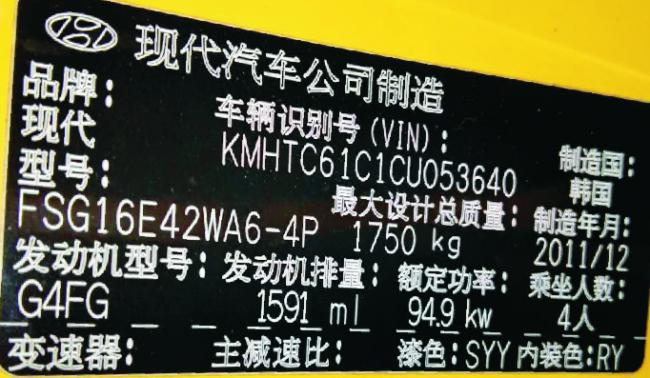 现代汽车公司制造
品牌: 车辆识别号(VIN): 制造国:
现代 KMHTC61C1CU053640 韩国
型号: 最大设计总质量: 制造年月:
FSG16E42WA6-4P 1750 kg 2011/12
发动机型号: 发动机排量: 额定功率: 乘坐人数:
G4FG 1591 ml 94.9 kw 4人
变速器: 主减速比: 漆色:SYY 内装色:RY